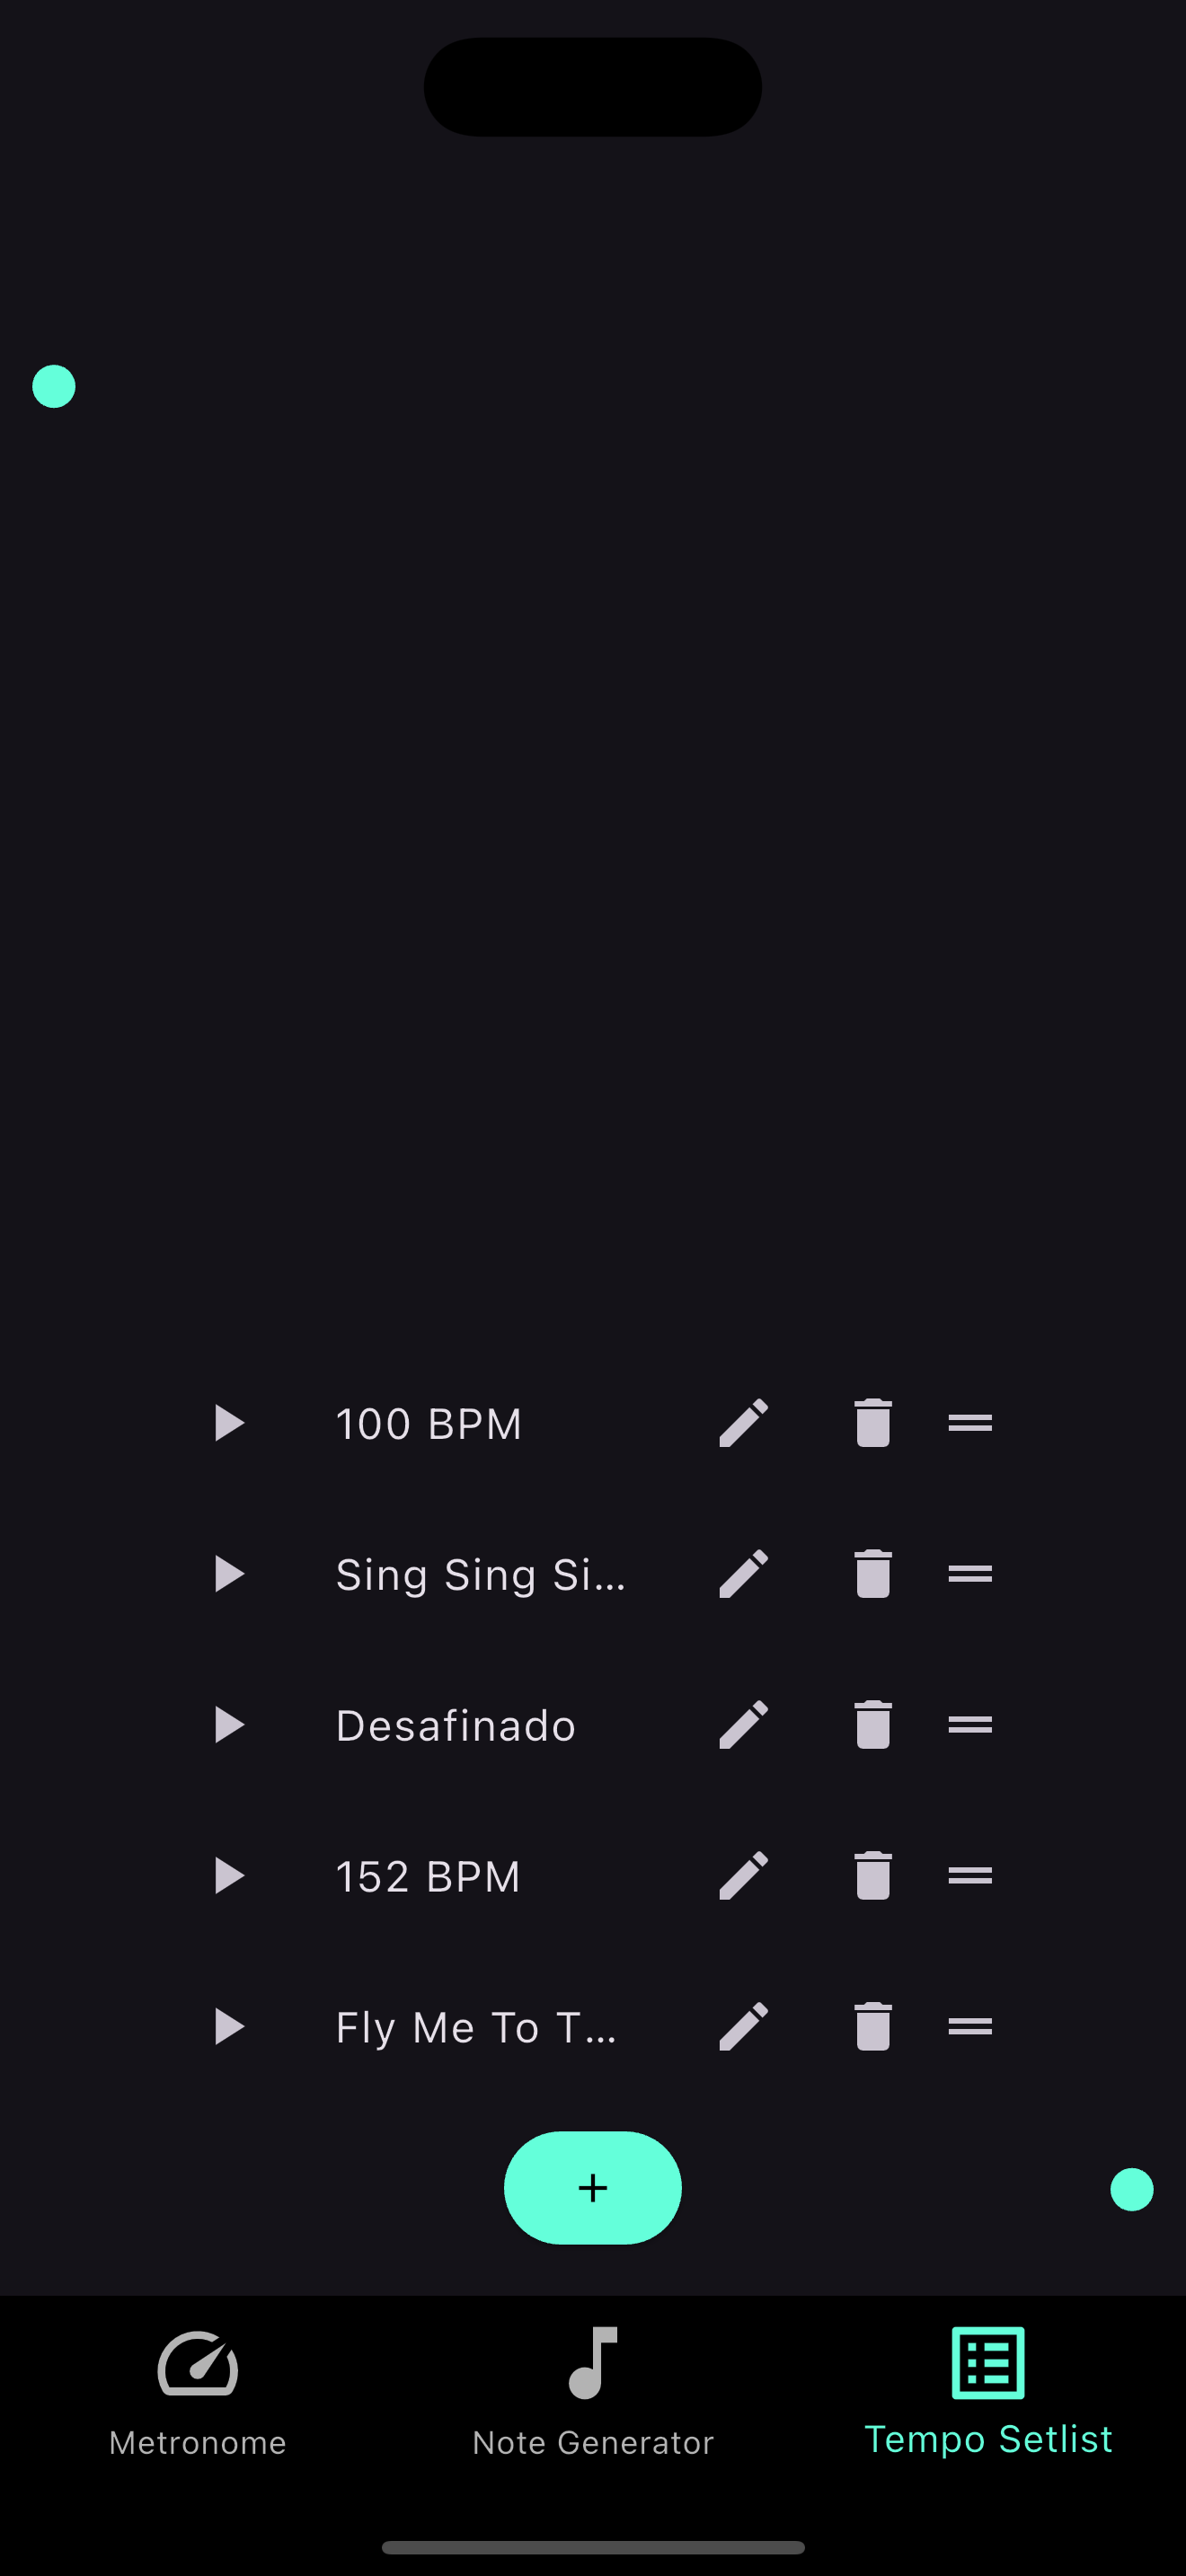 100 BPM
Sing Sing Si...
Desafinado
152 BPM
Fly Me To T...
+
Metronome
Note Generator
Tempo Setlist